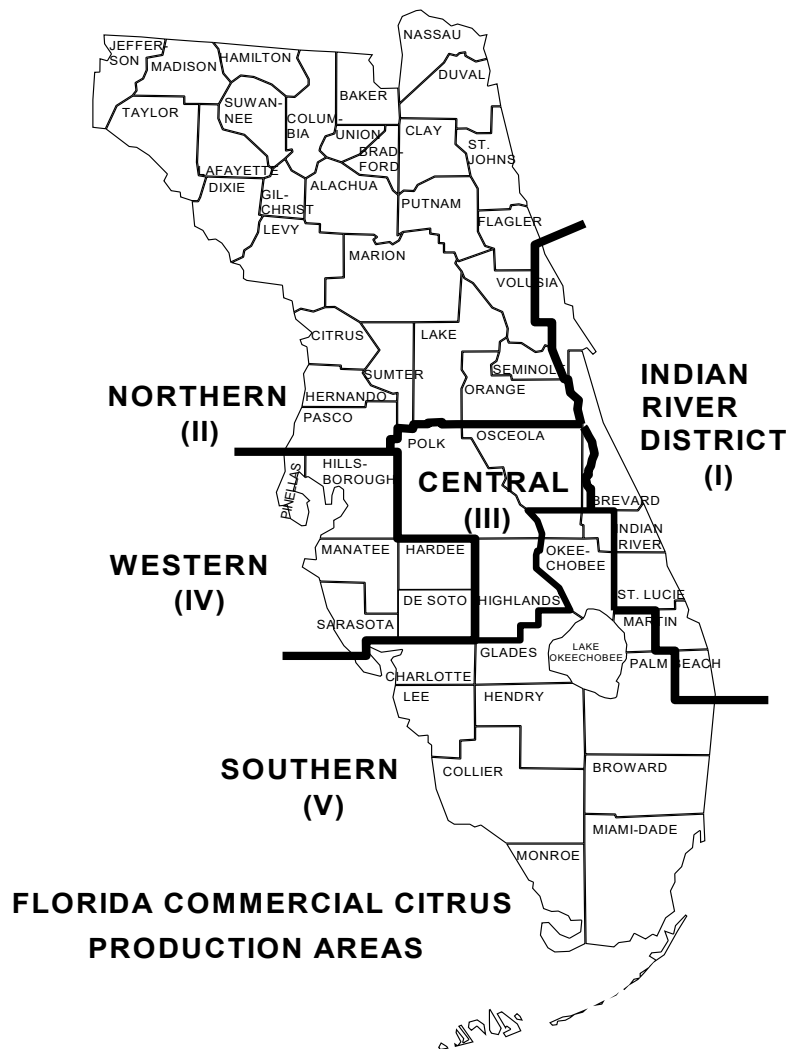 NASSAU
JEFFER-
SON
MADISON
HAMILTON
DUVAL
BAKER
TAYLOR
SUWAN-
NEE
COLUM-
BIA
UNION
BRAD-
FORD
CLAY
ST.
JOHNS
LAFAYETTE
DIXIE
GIL-
CHRIST
ALACHUA
PUTNAM
FLAGLER
LEVY
MARION
VOLUSIA
CITRUS
LAKE
SUMTER
SEMINOLE
ORANGE
HERNANDO
PASCO
NORTHERN
(II)
INDIAN
RIVER
DISTRICT
(I)
POLK
OSCEOLA
HILLS-
BOROUGH
PINELLAS
CENTRAL
(III)
BREVARD
INDIAN
RIVER
WESTERN
(IV)
MANATEE
HARDEE
OKEE-
CHOBEE
DE SOTO
HIGHLANDS
ST. LUCIE
SARASOTA
MARTIN
GLADES
LAKE
OKEECHOBEE
PALM BEACH
CHARLOTTE
LEE
HENDRY
SOUTHERN
(V)
COLLIER
BROWARD
MIAMI-DADE
MONROE
FLORIDA COMMERCIAL CITRUS
PRODUCTION AREAS